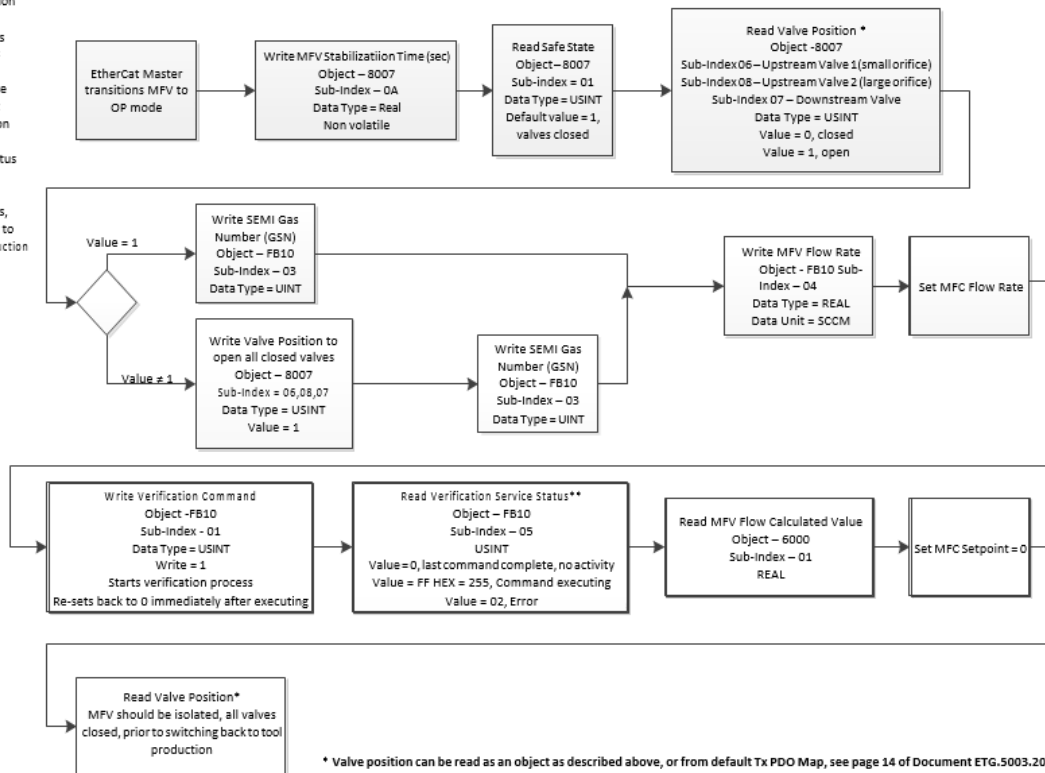 on
s
e
on
tus
s,
to
ction
EtherCat Master
transitions MFV to
OP mode
Write MFV Stabilizatiion Time (sec)
Object – 8007
Sub-Index – 0A
Data Type = Real
Non volatile
Read Safe State
Object – 8007
Sub-index = 01
Data Type = USINT
Default value = 1,
valves closed
Read Valve Position *
Object -8007
Sub-Index 06 – Upstream Valve 1 (small orifice)
Sub-Index 08 – Upstream Valve 2 (large orifice)
Sub-Index 07 – Downstream Valve
Data Type = USINT
Value = 0, closed
Value = 1, open
Value = 1
Write SEMI Gas
Number (GSN)
Object – FB10
Sub-Index – 03
Data Type = UINT
Value ≠ 1
Write Valve Position to
open all closed valves
Object – 8007
Sub-Index = 06,08,07
Data Type = USINT
Value = 1
Write SEMI Gas
Number (GSN)
Object – FB10
Sub-Index – 03
Data Type = UINT
Write MFV Flow Rate
Object - FB10 Sub-
Index – 04
Data Type = REAL
Data Unit = SCCM
Set MFC Flow Rate
Write Verification Command
Object -FB10
Sub-Index - 01
Data Type = USINT
Write = 1
Starts verification process
Re-sets back to 0 immediately after executing
Read Verification Service Status**
Object – FB10
Sub-Index – 05
USINT
Value=0, last command complete, no activity
Value = FF HEX = 255, Command executing
Value = 02, Error
Read MFV Flow Calculated Value
Object – 6000
Sub-Index – 01
REAL
Set MFC Setpoint = 0
Read Valve Position*
MFV should be isolated, all valves
closed, prior to switching back to tool
production
* Valve position can be read as an object as described above, or from default Tx PDO Map, see page 14 of Document ETG.5003.20